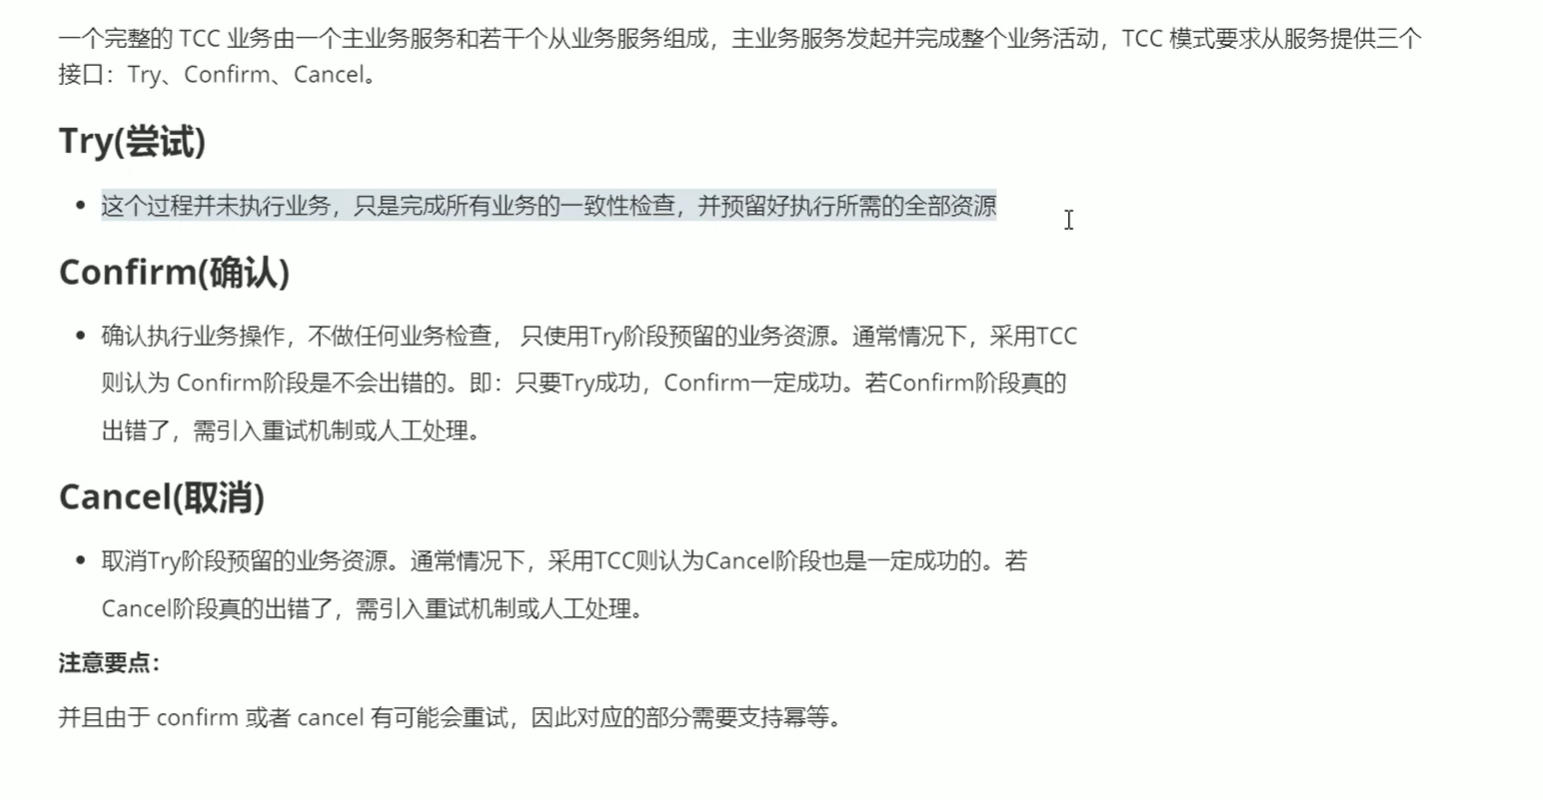 一个完整的 TCC 业务由一个主业务服务和若干个从业务服务组成，主业务服务发起并完成整个业务活动，TCC 模式要求从服务提供三个
接口：Try、Confirm、Cancel。
Try(尝试)
• 这个过程并未执行业务，只是完成所有业务的一致性检查，并预留好执行所需的全部资源
Confirm(确认)
• 确认执行业务操作，不做任何业务检查， 只使用Try阶段预留的业务资源。通常情况下，采用TCC
则认为 Confirm阶段是不会出错的。即：只要Try成功，Confirm一定成功。若Confirm阶段真的
出错了，需引入重试机制或人工处理。
Cancel(取消)
• 取消Try阶段预留的业务资源。通常情况下，采用TCC则认为Cancel阶段也是一定成功的。若
Cancel阶段真的出错了，需引入重试机制或人工处理。
注意要点：
并且由于 confirm 或者 cancel 有可能会重试，因此对应的部分需要支持幂等。